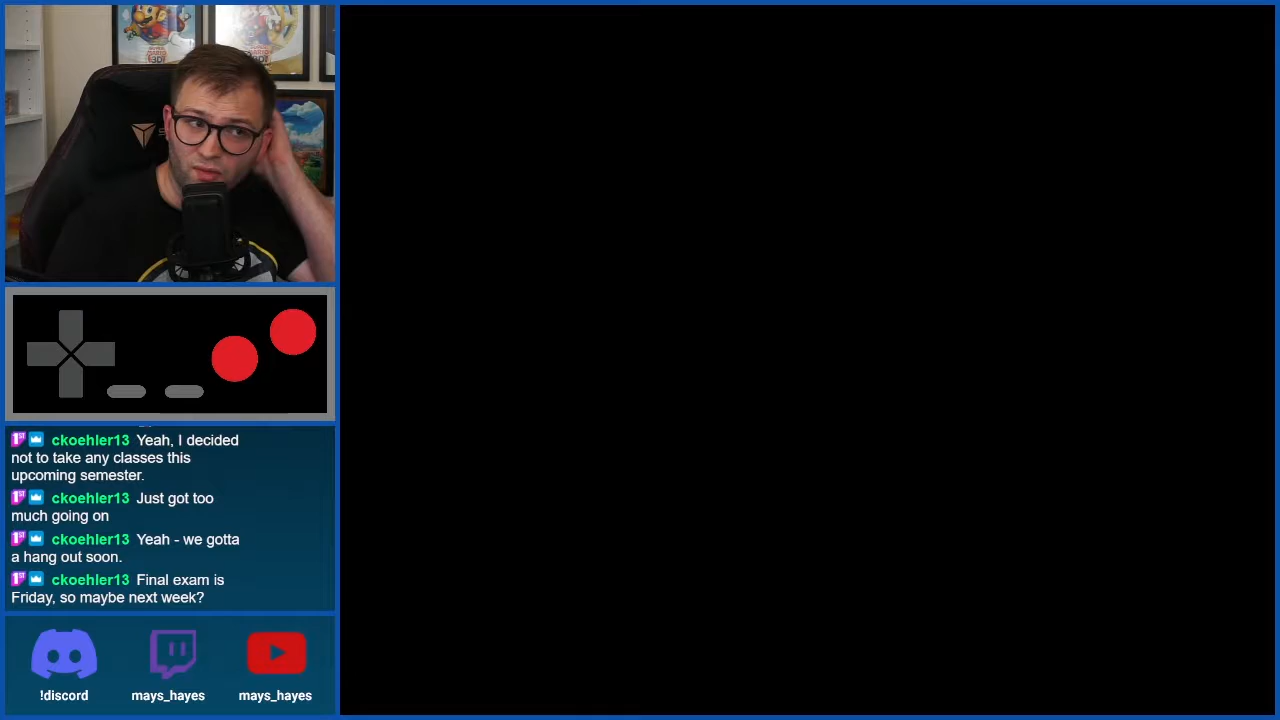 ckoehler13 Yeah, I decided
not to take any classes this
upcoming semester.
ckoehler13 Just got too
much going on
ckoehler13 Yeah - we gotta
a hang out soon.
ckoehler13 Final exam is
Friday, so maybe next week?
!discord
mays_hayes
mays_hayes